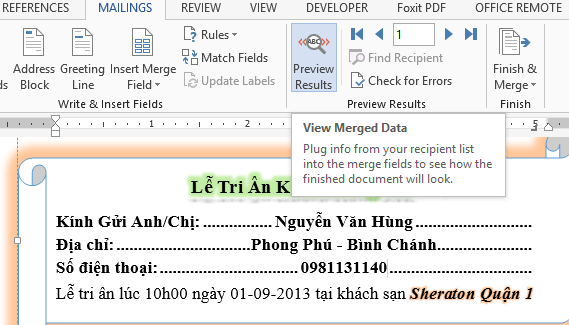 REFERENCES MAILINGS REVIEW VIEW DEVELOPER Foxit PDF OFFICE REMOTE
Address Block
Greeting Line
Insert Merge Field
Rules
Match Fields
Update Labels
Write & Insert Fields
Preview Results
1
Find Recipient
Check for Errors
Preview Results
Finish & Merge
Finish
1 2 3 5
View Merged Data
Plug info from your recipient list
into the merge fields to see how the
finished document will look.
Lễ Tri Ân K
Kính Gửi Anh/Chị: ................. Nguyễn Văn Hùng .............................
Địa chỉ: .................................Phong Phú - Bình Chánh........................
Số điện thoại: .................................. 0981131140 ...................................
Lễ tri ân lúc 10h00 ngày 01-09-2013 tại khách sạn Sheraton Quận 1